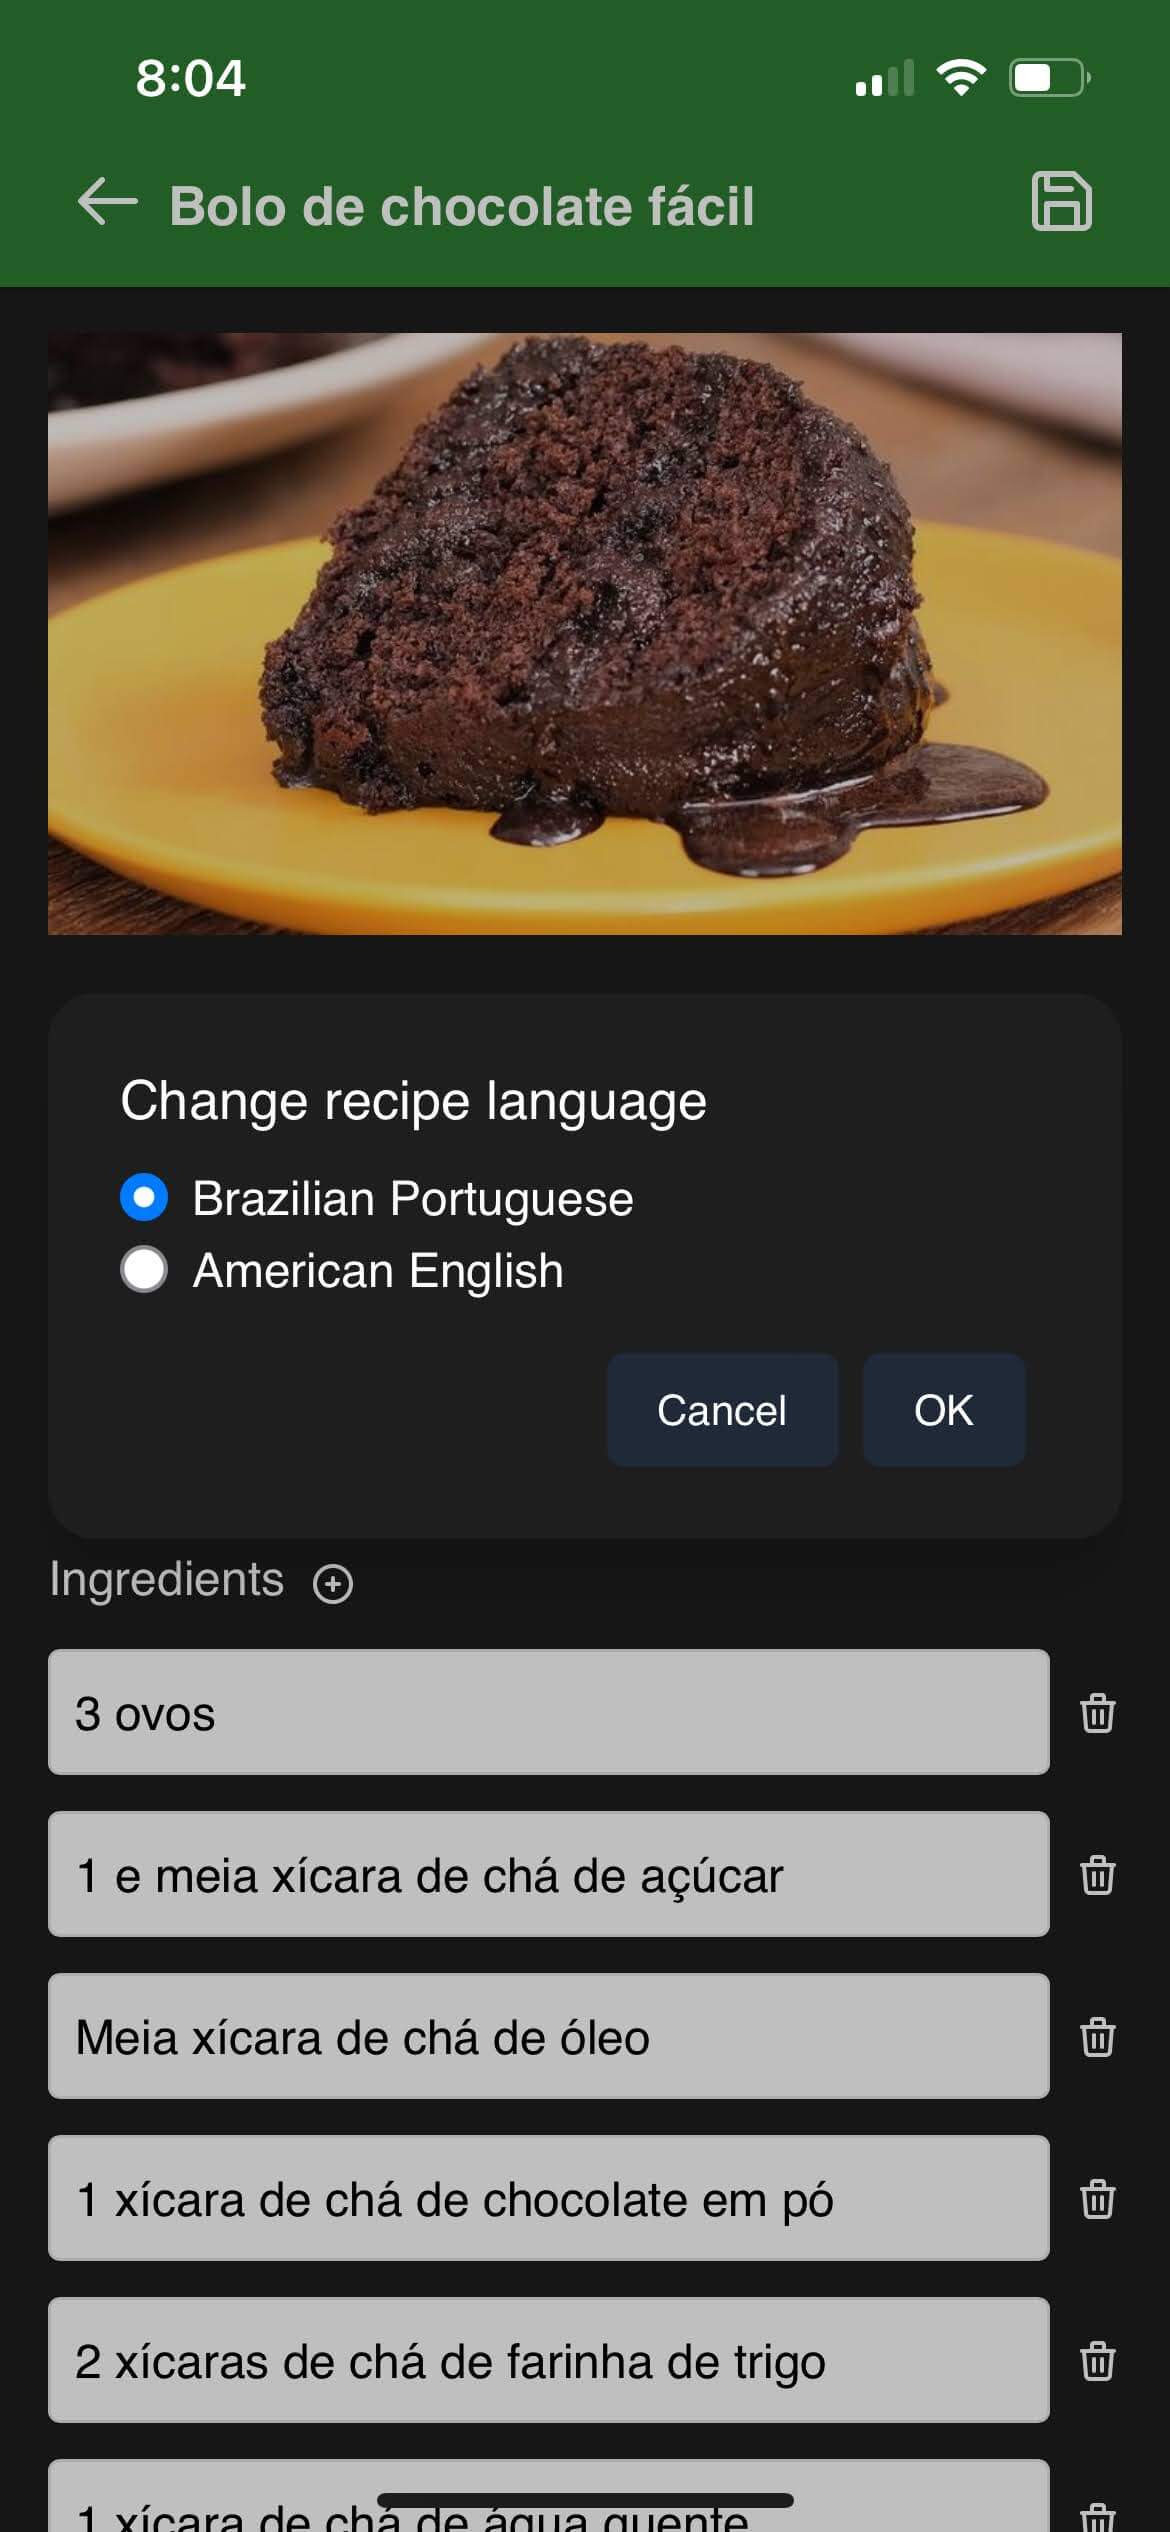 8:04
Bolo de chocolate fácil
Change recipe language
Brazilian Portuguese
American English
Cancel
OK
Ingredients
3 ovos
1 e meia xícara de chá de açúcar
Meia xícara de chá de óleo
1 xícara de chá de chocolate em pó
2 xícaras de chá de farinha de trigo
1 xícara de chá de água quente